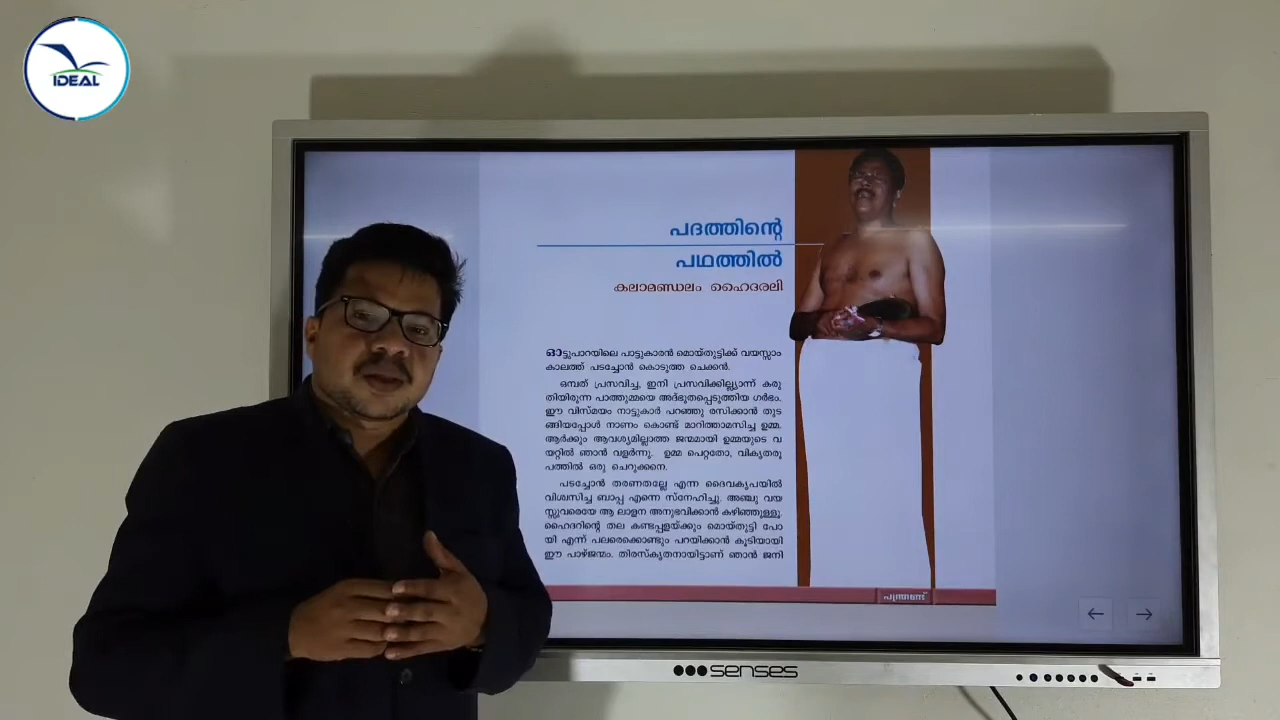 IDEAL
പദത്തിന്റെ
പഥത്തിൽ
കലാമണ്ഡലം ഹൈദരലി
ഓട്ടുപാറയിലെ പാട്ടുകാരൻ മൊയ്തുട്ടിക്ക് വയസ്സാം
കാലത്ത് പടച്ചോൻ കൊടുത്ത ചെക്കൻ.
ഒമ്പത് പ്രസവിച്ച, ഇനി പ്രസവിക്കില്ല്യാന്ന് കരു
തിയിരുന്ന പാത്തുമ്മയെ അദ്ഭുതപ്പെടുത്തിയ ഗർഭം.
ഈ വിസ്മയം നാട്ടുകാർ പറഞ്ഞു രസിക്കാൻ തുട
ങ്ങിയപ്പോൾ നാണം കൊണ്ട് മാറിത്താമസിച്ച ഉമ്മ.
ആർക്കും ആവശ്യമില്ലാത്ത ജന്മമായി ഉമ്മയുടെ വ
യറ്റിൽ ഞാൻ വളർന്നു. ഉമ്മ പെറ്റതോ, വികൃതരൂ
പത്തിൽ ഒരു ചെറുക്കനെ.
പടച്ചോൻ തരണതല്ലേ എന്ന ദൈവകൃപയിൽ
വിശ്വസിച്ച ബാപ്പ എന്നെ സ്നേഹിച്ചു. അഞ്ചു വയ
സ്സുവരെയേ ആ ലാളന അനുഭവിക്കാൻ കഴിഞ്ഞുള്ളൂ.
ഹൈദറിന്റെ തല കണ്ടപ്പളയ്ക്കും മൊയ്തുട്ടി പോ
യി എന്ന് പലരെക്കൊണ്ടും പറയിക്കാൻ കൂടിയായി
ഈ പാഴ്ജന്മം. തിരസ്കൃതനായിട്ടാണ് ഞാൻ ജനി
പന്ത്രണ്ട്
senses